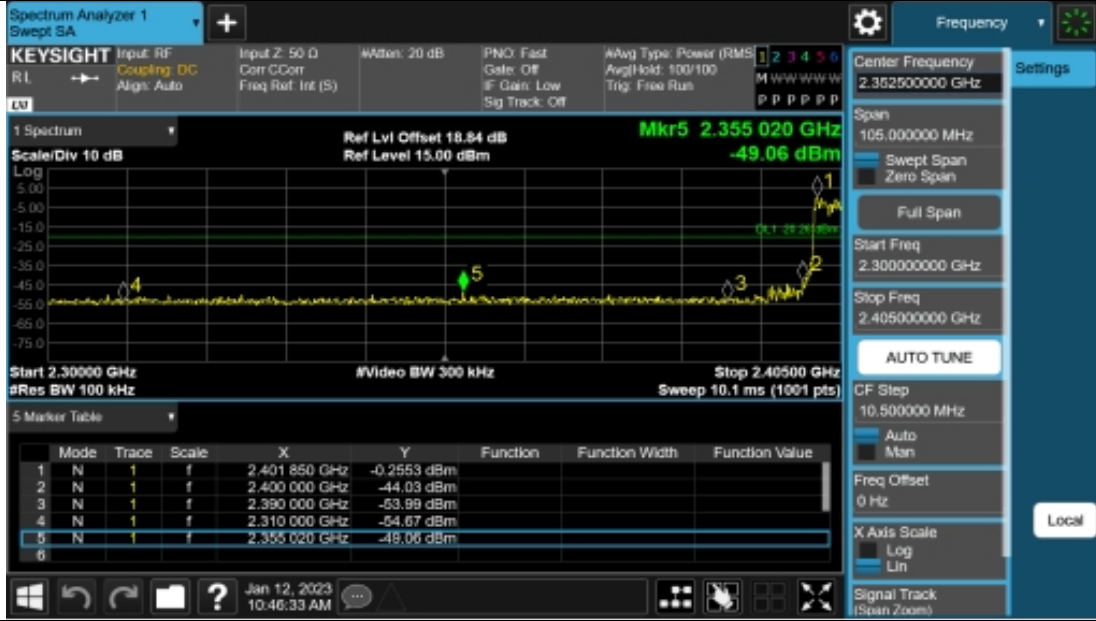 Spectrum Analyzer 1
Swept SA
+
Frequency
KEYSIGHT
RL
LXI
Input: RF
Coupling: DC
Align: Auto
Input Z: 50 Ω
Corr CCorr
Freq Ref: Int (S)
#Atten: 20 dB
PNO: Fast
Gate: Off
IF Gain: Low
Sig Track: Off
#Avg Type: Power (RMS
Avg|Hold: 100/100
Trig: Free Run
1 2 3 4 5 6
M W W W W W
P P P P P P
1 Spectrum
Scale/Div 10 dB
Ref Lvl Offset 18.84 dB
Ref Level 15.00 dBm
Mkr5 2.355 020 GHz
-49.06 dBm
Log
5.00
-5.00
-15.0
-25.0
-35.0
-45.0
-55.0
-65.0
-75.0
1
DL1 -20.26 dBm
2
3
4
5
Start 2.30000 GHz
#Res BW 100 kHz
#Video BW 300 kHz
Stop 2.40500 GHz
Sweep 10.1 ms (1001 pts)
5 Marker Table
Mode Trace Scale X Y Function Function Width Function Value
1 N 1 f 2.401 850 GHz -0.2553 dBm
2 N 1 f 2.400 000 GHz -44.03 dBm
3 N 1 f 2.390 000 GHz -53.99 dBm
4 N 1 f 2.310 000 GHz -54.67 dBm
5 N 1 f 2.355 020 GHz -49.06 dBm
6
?
Jan 12, 2023
10:46:33 AM
Center Frequency
2.352500000 GHz
Span
105.000000 MHz
Swept Span
Zero Span
Full Span
Start Freq
2.300000000 GHz
Stop Freq
2.405000000 GHz
AUTO TUNE
CF Step
10.500000 MHz
Auto
Man
Freq Offset
0 Hz
X Axis Scale
Log
Lin
Signal Track
(Span Zoom)
Settings
Local